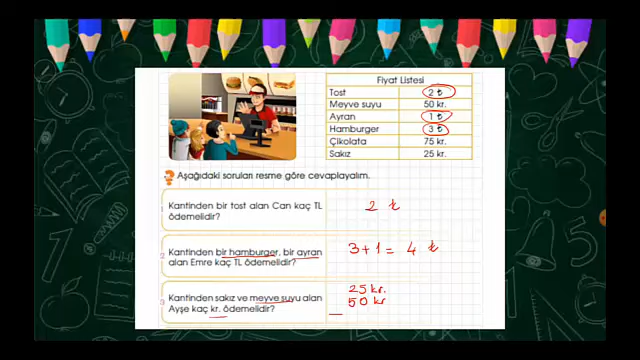 Fiyat Listesi
Tost 2 ₺
Meyve suyu 50 kr.
Ayran 1 ₺
Hamburger 3 ₺
Çikolata 75 kr.
Sakız 25 kr.
Aşağıdaki soruları resme göre cevaplayalım.
1 Kantinden bir tost alan Can kaç TL
ödemelidir?
2 ₺
2 Kantinden bir hamburger, bir ayran
alan Emre kaç TL ödemelidir?
3+1= 4 ₺
3 Kantinden sakız ve meyve suyu alan
Ayşe kaç kr. ödemelidir?
25 kr.
50 kr